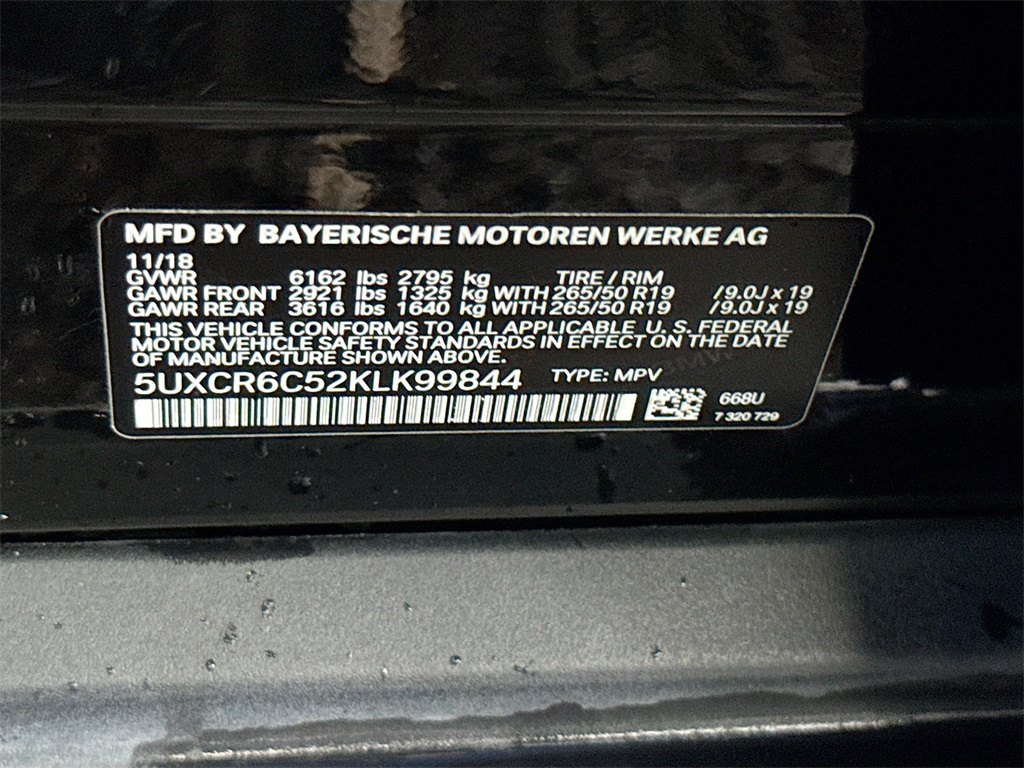 MFD BY BAYERISCHE MOTOREN WERKE AG
11/18
GVWR 6162 lbs 2795 kg TIRE / RIM
GAWR FRONT 2921 lbs 1325 kg WITH 265/50 R19 /9.0J x 19
GAWR REAR 3616 lbs 1640 kg WITH 265/50 R19 /9.0J x 19
THIS VEHICLE CONFORMS TO ALL APPLICABLE U. S. FEDERAL
MOTOR VEHICLE SAFETY STANDARDS IN EFFECT ON THE DATE
OF MANUFACTURE SHOWN ABOVE.
5UXCR6C52KLK99844 TYPE: MPV
668U
7 320 729